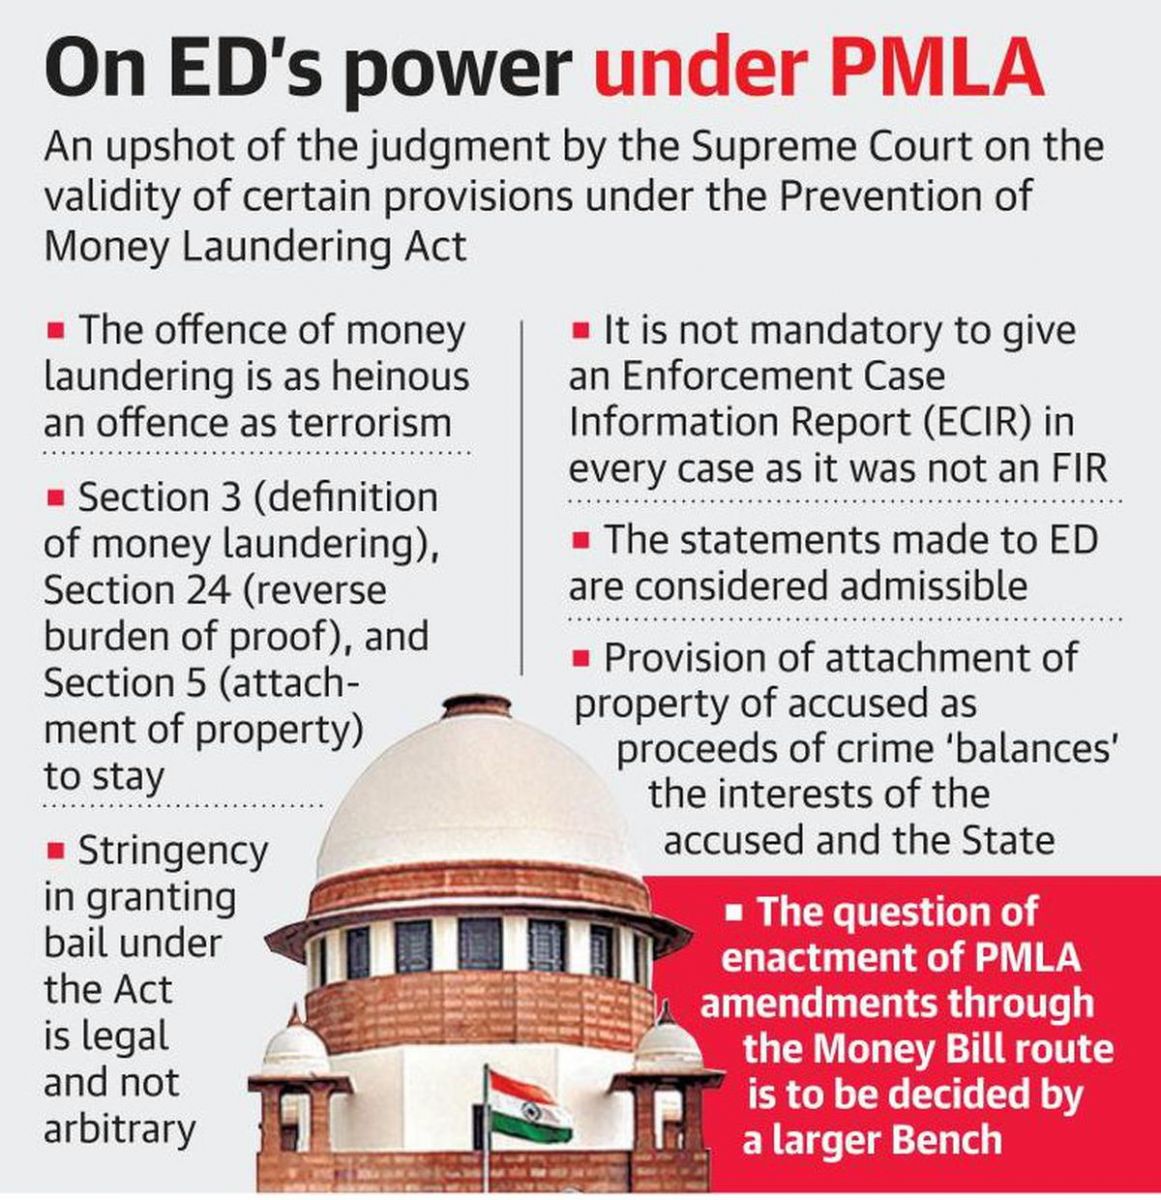 On ED's power under PMLA
An upshot of the judgment by the Supreme Court on the
validity of certain provisions under the Prevention of
Money Laundering Act
■ The offence of money
laundering is as heinous
an offence as terrorism
■ Section 3 (definition
of money laundering),
Section 24 (reverse
burden of proof), and
Section 5 (attach-
ment of property)
to stay
■ Stringency
in granting
bail under
the Act
is legal
and not
arbitrary
■ It is not mandatory to give
an Enforcement Case
Information Report (ECIR) in
every case as it was not an FIR
■ The statements made to ED
are considered admissible
■ Provision of attachment of
property of accused as
proceeds of crime ‘balances’
the interests of the
accused and the State
■ The question of
enactment of PMLA
amendments through
the Money Bill route
is to be decided by
a larger Bench